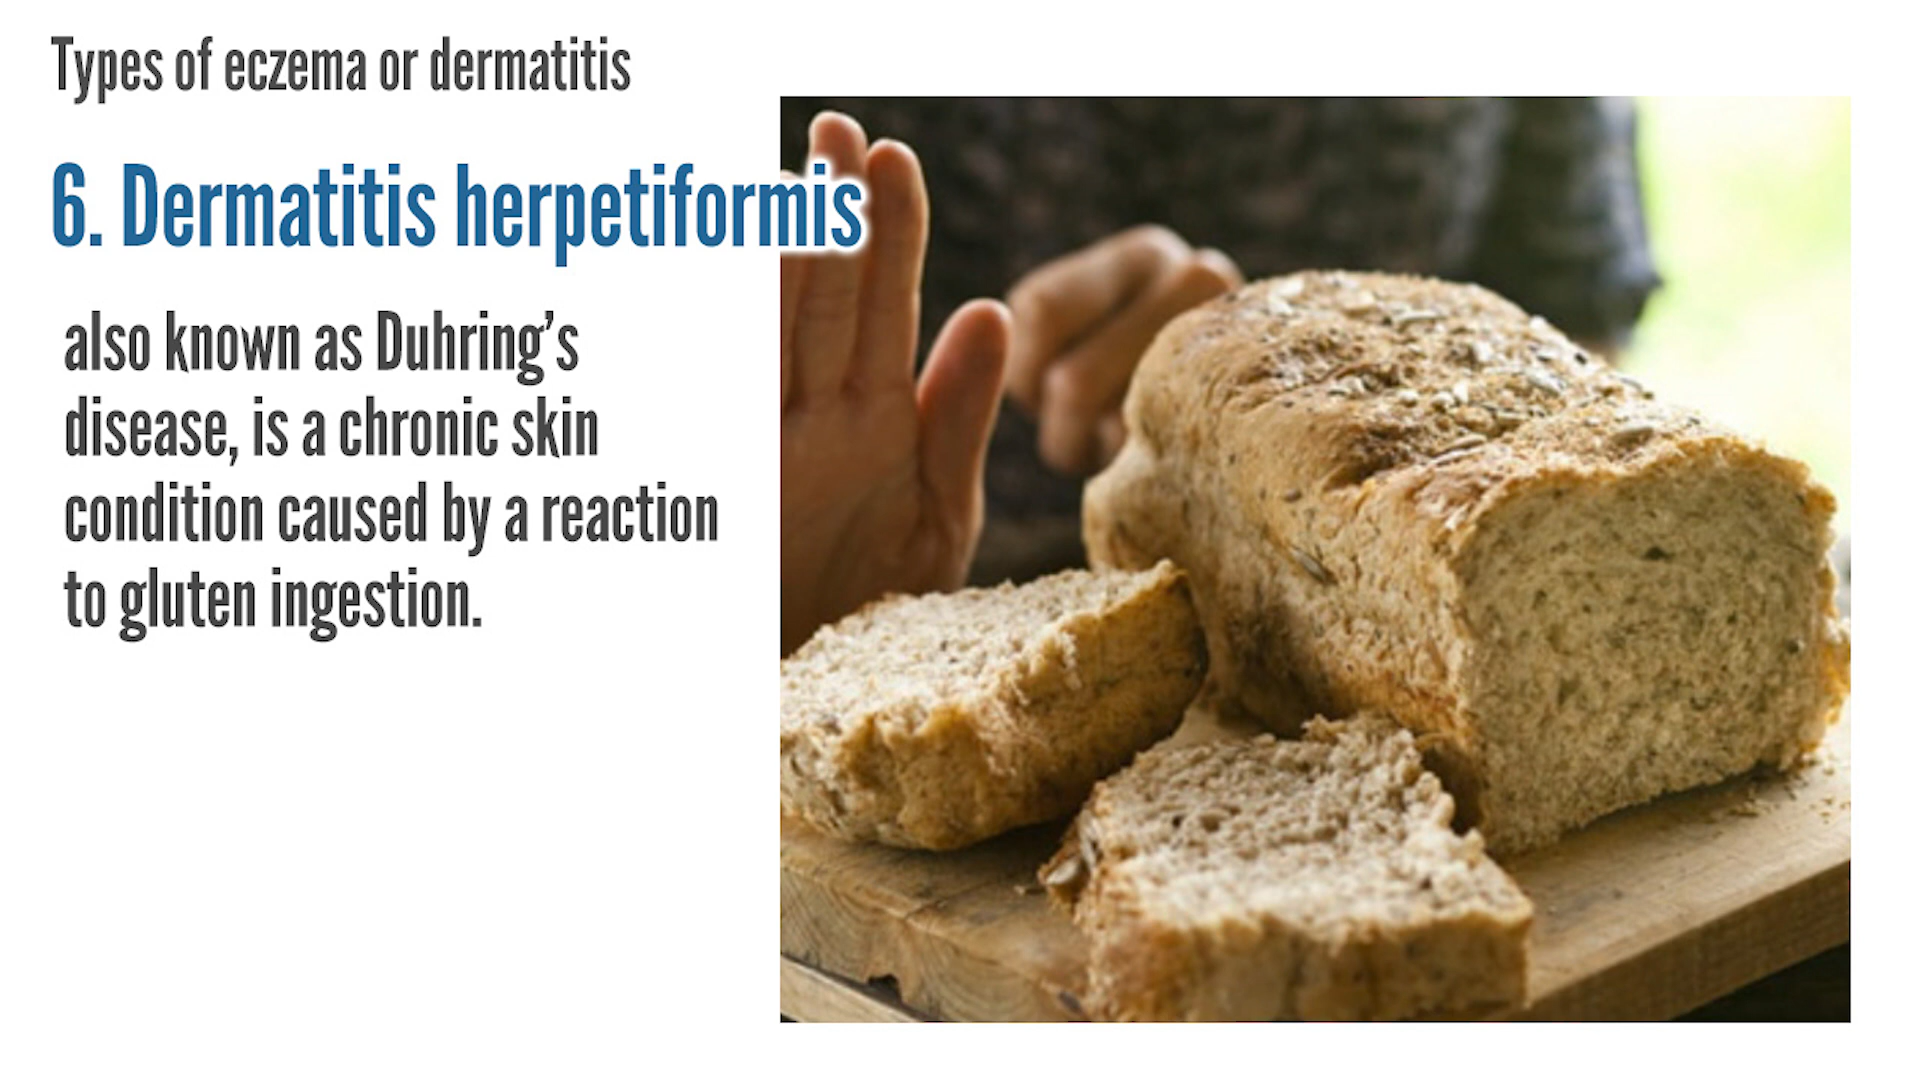 Types of eczema or dermatitis
6. Dermatitis herpetiformis
also known as Duhring’s
disease, is a chronic skin
condition caused by a reaction
to gluten ingestion.